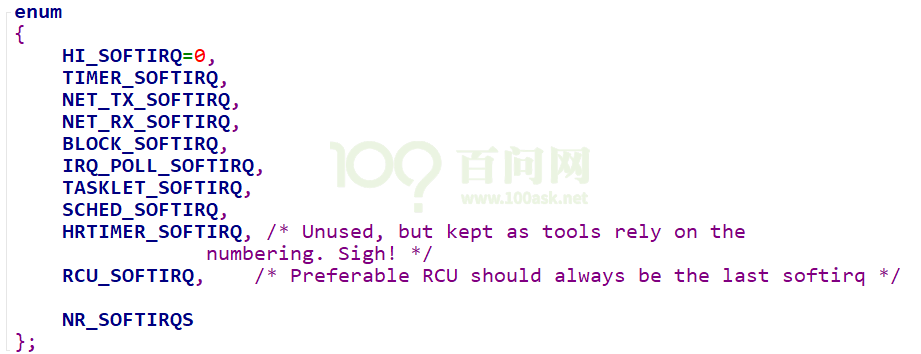 enum
{
    HI_SOFTIRQ=0,
    TIMER_SOFTIRQ,
    NET_TX_SOFTIRQ,
    NET_RX_SOFTIRQ,
    BLOCK_SOFTIRQ,
    IRQ_POLL_SOFTIRQ,
    TASKLET_SOFTIRQ,
    SCHED_SOFTIRQ,
    HRTIMER_SOFTIRQ, /* Unused, but kept as tools rely on the
                numbering. Sigh! */
    RCU_SOFTIRQ,    /* Preferable RCU should always be the last softirq */
    NR_SOFTIRQS
};
100?
百问网
www.100ask.net